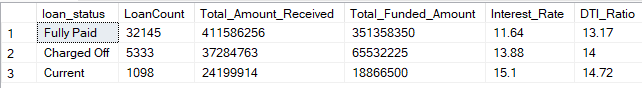 loan_status LoanCount Total_Amount_Received Total_Funded_Amount Interest_Rate DTI_Ratio
1 Fully Paid 32145 411586256 351358350 11.64 13.17
2 Charged Off 5333 37284763 65532225 13.88 14
3 Current 1098 24199914 18866500 15.1 14.72